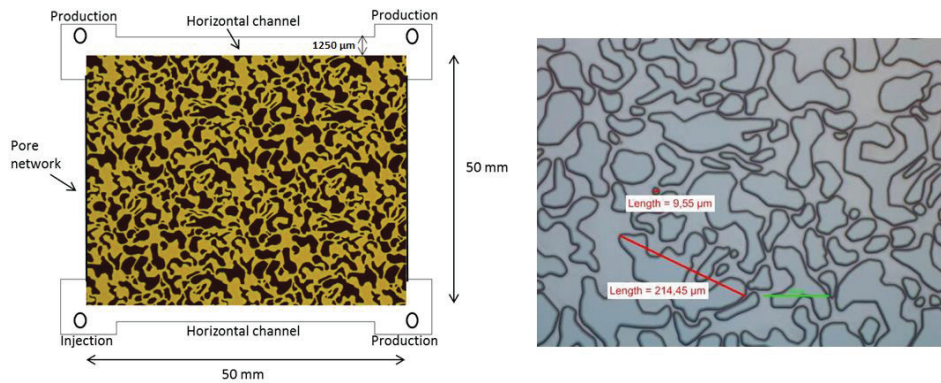 Production
Horizontal channel
Production
1250 µm
Pore
network
50 mm
Injection
Horizontal channel
Production
50 mm
Length = 9,55 µm
Length = 214,45 µm